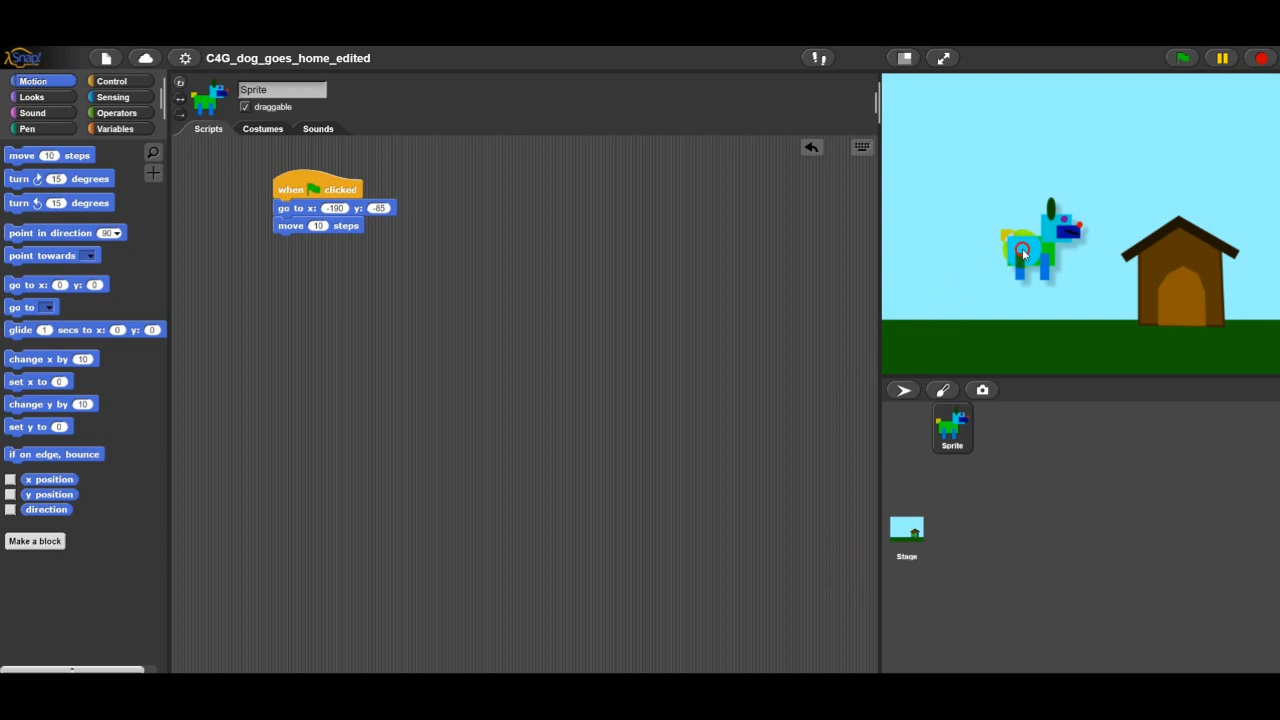 Snap!
C4G_dog_goes_home_edited
Motion
Control
Looks
Sensing
Sound
Operators
Pen
Variables
Sprite
draggable
Scripts
Costumes
Sounds
move 10 steps
turn 15 degrees
turn 15 degrees
point in direction 90
point towards
go to x: 0 y: 0
go to
glide 1 secs to x: 0 y: 0
change x by 10
set x to 0
change y by 10
set y to 0
if on edge, bounce
x position
y position
direction
Make a block
when clicked
go to x: -190 y: -85
move 10 steps
Sprite
Stage